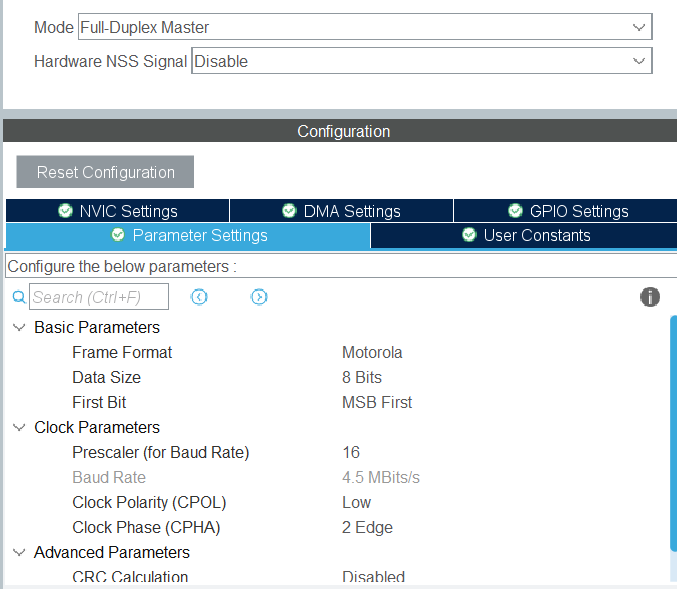 Mode Full-Duplex Master
Hardware NSS Signal Disable
Configuration
Reset Configuration
NVIC Settings DMA Settings GPIO Settings
Parameter Settings User Constants
Configure the below parameters :
Search (Ctrl+F)
Basic Parameters
Frame Format Motorola
Data Size 8 Bits
First Bit MSB First
Clock Parameters
Prescaler (for Baud Rate) 16
Baud Rate 4.5 MBits/s
Clock Polarity (CPOL) Low
Clock Phase (CPHA) 2 Edge
Advanced Parameters
CRC Calculation Disabled